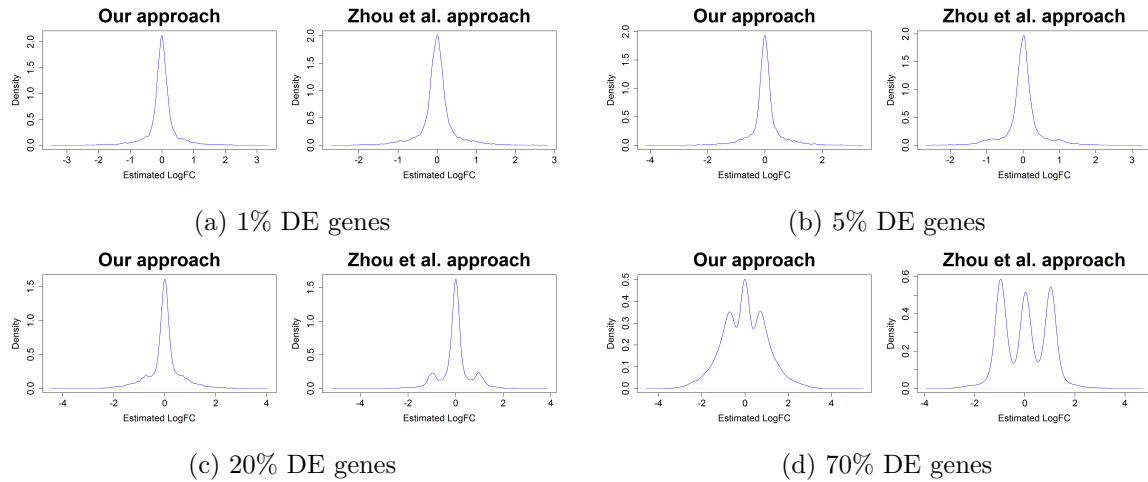 Our approach
Zhou et al. approach
Our approach
Zhou et al. approach
Density
0.0 0.5 1.0 1.5 2.0
-3 -2 -1 0 1 2 3
Estimated LogFC
Density
0.0 0.5 1.0 1.5 2.0
-2 -1 0 1 2 3
Estimated LogFC
Density
0.0 0.5 1.0 1.5 2.0
-4 -2 0 2
Estimated LogFC
Density
0.0 0.5 1.0 1.5 2.0
-2 -1 0 1 2 3
Estimated LogFC
(a) 1% DE genes
(b) 5% DE genes
Our approach
Zhou et al. approach
Our approach
Zhou et al. approach
Density
0.0 0.5 1.0 1.5
-4 -2 0 2 4
Estimated LogFC
Density
0.0 0.5 1.0 1.5
-4 -2 0 2 4
Estimated LogFC
Density
0.0 0.1 0.2 0.3 0.4 0.5
-4 -2 0 2 4
Estimated LogFC
Density
0.0 0.2 0.4 0.6
-4 -2 0 2 4
Estimated LogFC
(c) 20% DE genes
(d) 70% DE genes